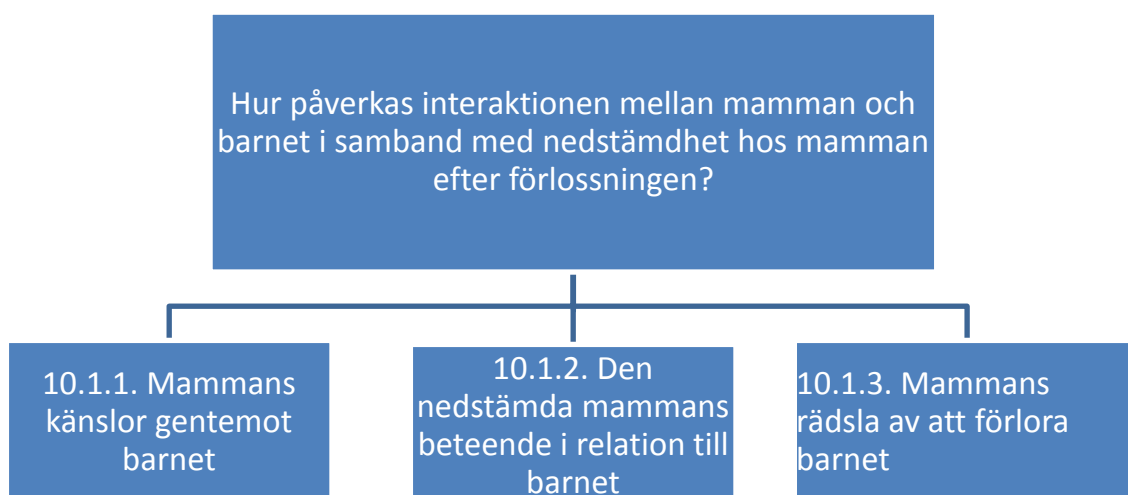 Hur påverkas interaktionen mellan mamman och
barnet i samband med nedstämdhet hos mamman
efter förlossningen?
10.1.1. Mammans
känslor gentemot
barnet
10.1.2. Den
nedstämda mammans
beteende i relation till
barnet
10.1.3. Mammans
rädsla av att förlora
barnet